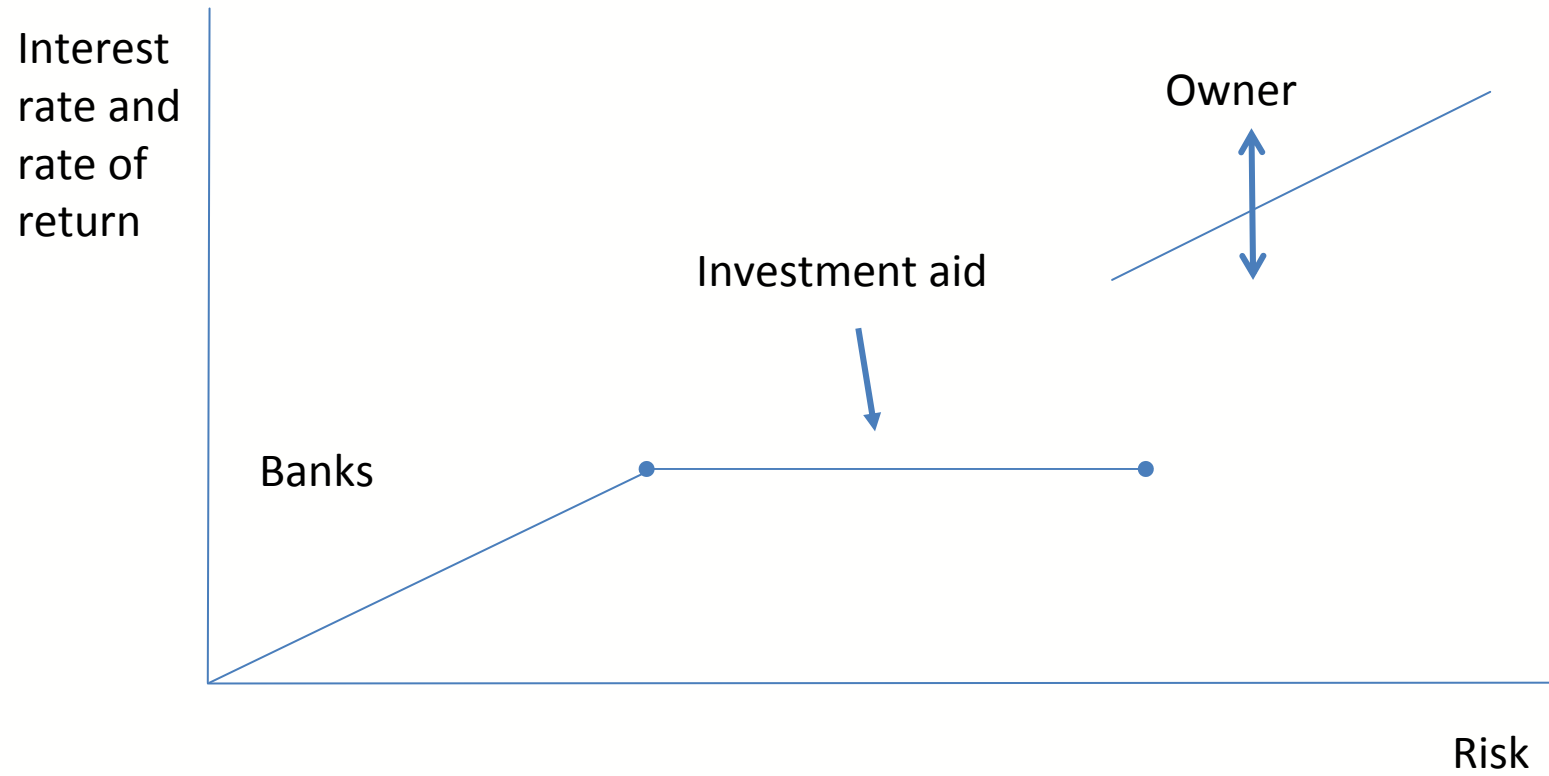 Interest
rate and
rate of
return
Owner
Investment aid
Banks
Risk